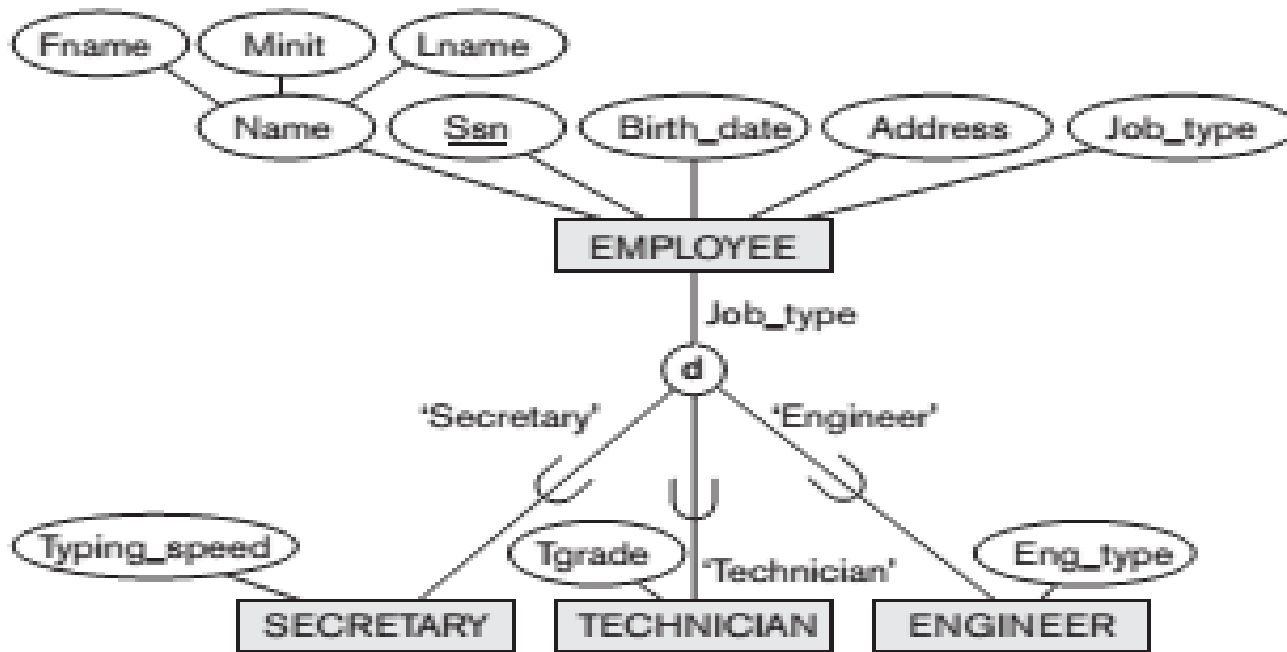 Fname Minit Lname
Name Ssn Birth_date Address Job_type
EMPLOYEE
Job_type
d
‘Secretary’ ‘Engineer’
Typing_speed Tgrade ‘Technician’ Eng_type
SECRETARY TECHNICIAN ENGINEER